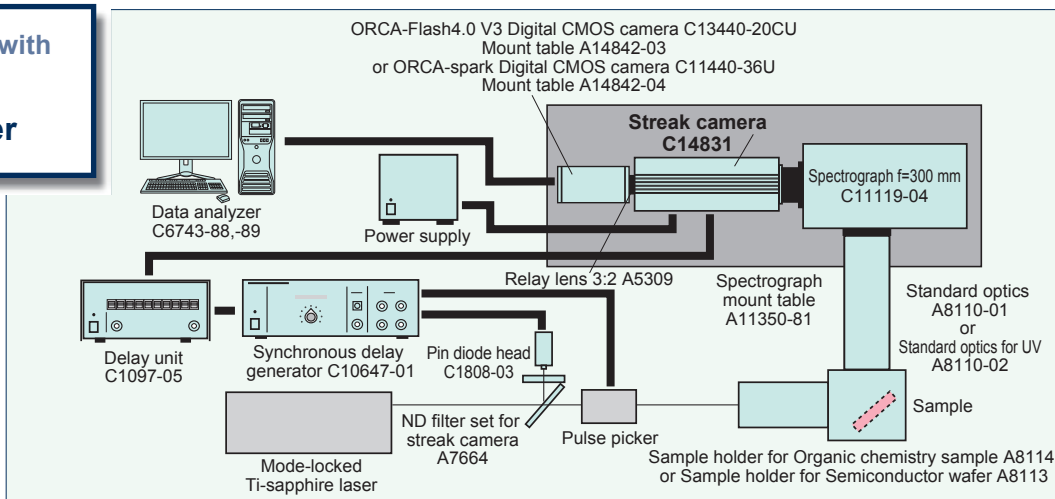 with
er
ORCA-Flash4.0 V3 Digital CMOS camera C13440-20CU
Mount table A14842-03
or ORCA-spark Digital CMOS camera C11440-36U
Mount table A14842-04
Streak camera
C14831
Spectrograph f=300 mm
C11119-04
Data analyzer
C6743-88,-89
Power supply
Relay lens 3:2 A5309
Spectrograph
mount table
A11350-81
Standard optics
A8110-01
or
Standard optics for UV
A8110-02
Delay unit
C1097-05
Synchronous delay
generator C10647-01
Pin diode head
C1808-03
ND filter set for
streak camera
A7664
Pulse picker
Sample
Mode-locked
Ti-sapphire laser
Sample holder for Organic chemistry sample A8114
or Sample holder for Semiconductor wafer A8113